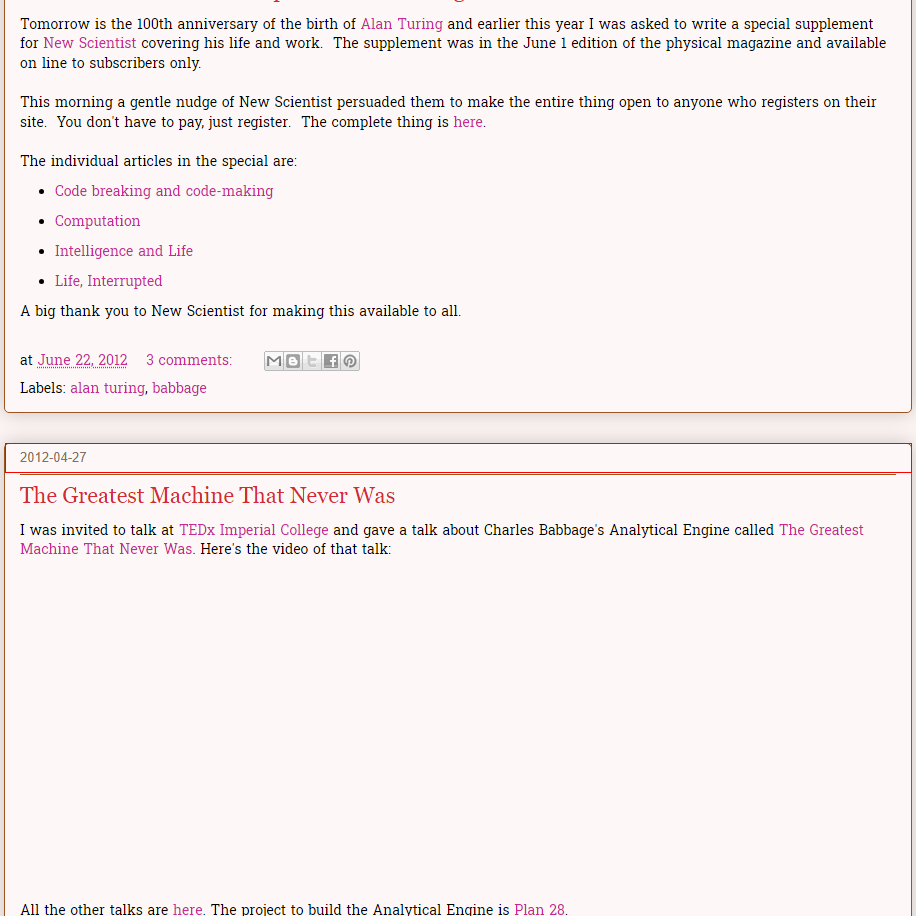 Tomorrow is the 100th anniversary of the birth of Alan Turing and earlier this year I was asked to write a special supplement
for New Scientist covering his life and work.  The supplement was in the June 1 edition of the physical magazine and available
on line to subscribers only.
This morning a gentle nudge of New Scientist persuaded them to make the entire thing open to anyone who registers on their
site.  You don't have to pay, just register.  The complete thing is here.
The individual articles in the special are:
Code breaking and code-making
Computation
Intelligence and Life
Life, Interrupted
A big thank you to New Scientist for making this available to all.
at June 22, 2012 3 comments:
Labels: alan turing, babbage
2012-04-27
The Greatest Machine That Never Was
I was invited to talk at TEDx Imperial College and gave a talk about Charles Babbage's Analytical Engine called The Greatest
Machine That Never Was. Here's the video of that talk:
All the other talks are here. The project to build the Analytical Engine is Plan 28.